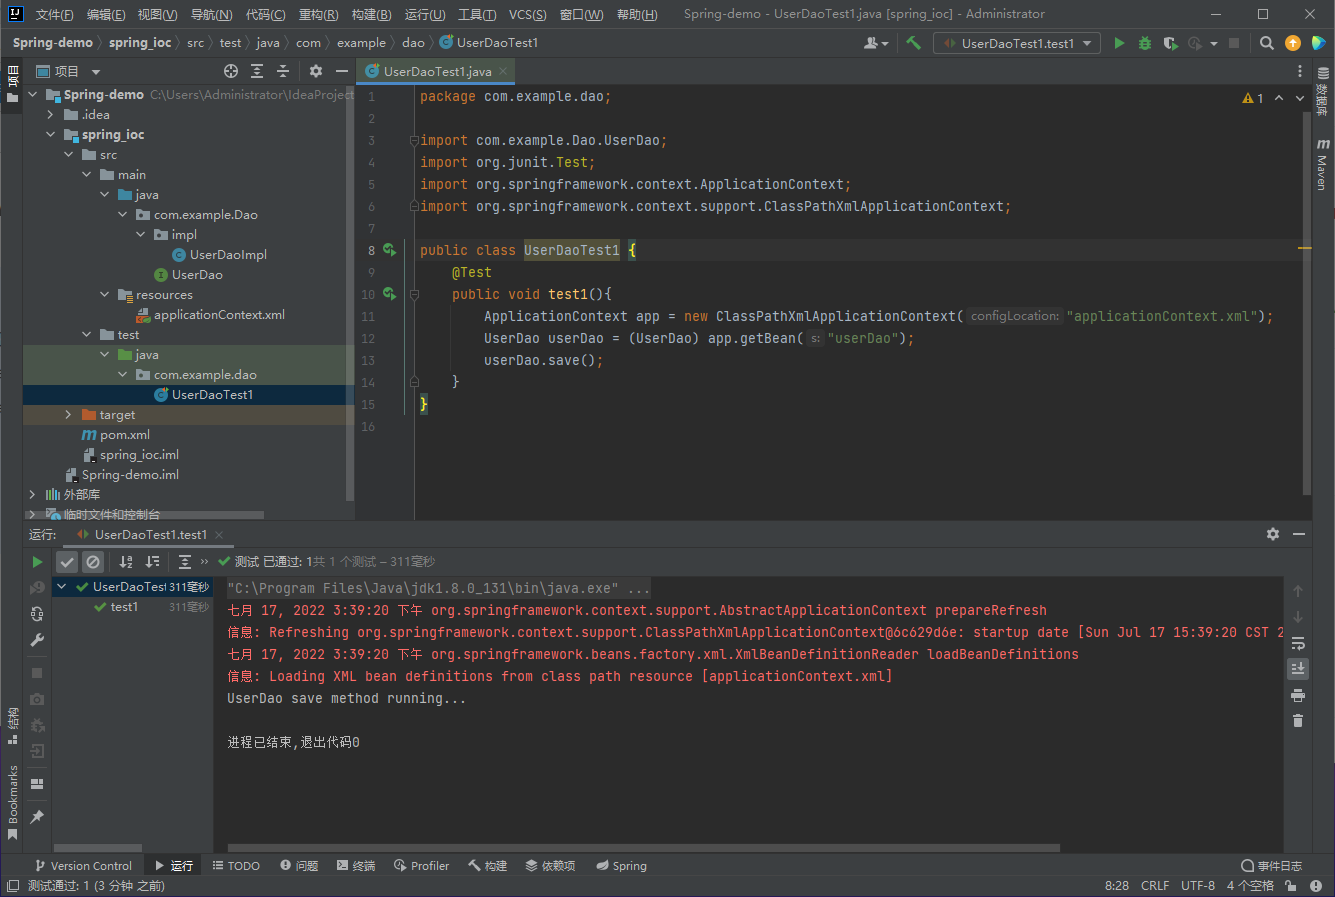 文件(F) 编辑(E) 视图(V) 导航(N) 代码(C) 重构(R) 构建(B) 运行(U) 工具(T) VCS(S) 窗口(W) 帮助(H) Spring-demo - UserDaoTest1.java [spring_ioc] - Administrator
Spring-demo spring_ioc src test java com example dao UserDaoTest1
UserDaoTest1.test1
项目
项目
UserDaoTest1.java
Spring-demo C:\Users\Administrator\IdeaProject
.idea
spring_ioc
src
main
java
com.example.Dao
impl
UserDaoImpl
UserDao
resources
applicationContext.xml
test
java
com.example.dao
UserDaoTest1
target
pom.xml
spring_ioc.iml
Spring-demo.iml
外部库
临时文件和控制台
1 package com.example.dao;
2
3 import com.example.Dao.UserDao;
4 import org.junit.Test;
5 import org.springframework.context.ApplicationContext;
6 import org.springframework.context.support.ClassPathXmlApplicationContext;
7
8 public class UserDaoTest1 {
9 @Test
10 public void test1(){
11 ApplicationContext app = new ClassPathXmlApplicationContext( configLocation: "applicationContext.xml");
12 UserDao userDao = (UserDao) app.getBean( s: "userDao");
13 userDao.save();
14 }
15 }
16
1
数据库
Maven
运行: UserDaoTest1.test1
测试 已通过: 1共 1 个测试 – 311毫秒
UserDaoTest 311毫秒
test1 311毫秒
"C:\Program Files\Java\jdk1.8.0_131\bin\java.exe" ...
七月 17, 2022 3:39:20 下午 org.springframework.context.support.AbstractApplicationContext prepareRefresh
信息: Refreshing org.springframework.context.support.ClassPathXmlApplicationContext@6c629d6e: startup date [Sun Jul 17 15:39:20 CST 2
七月 17, 2022 3:39:20 下午 org.springframework.beans.factory.xml.XmlBeanDefinitionReader loadBeanDefinitions
信息: Loading XML bean definitions from class path resource [applicationContext.xml]
UserDao save method running...
进程已结束,退出代码0
结构
Bookmarks
Version Control 运行 TODO 问题 终端 Profiler 构建 依赖项 Spring 事件日志
测试通过: 1 (3 分钟 之前) 8:28 CRLF UTF-8 4 个空格